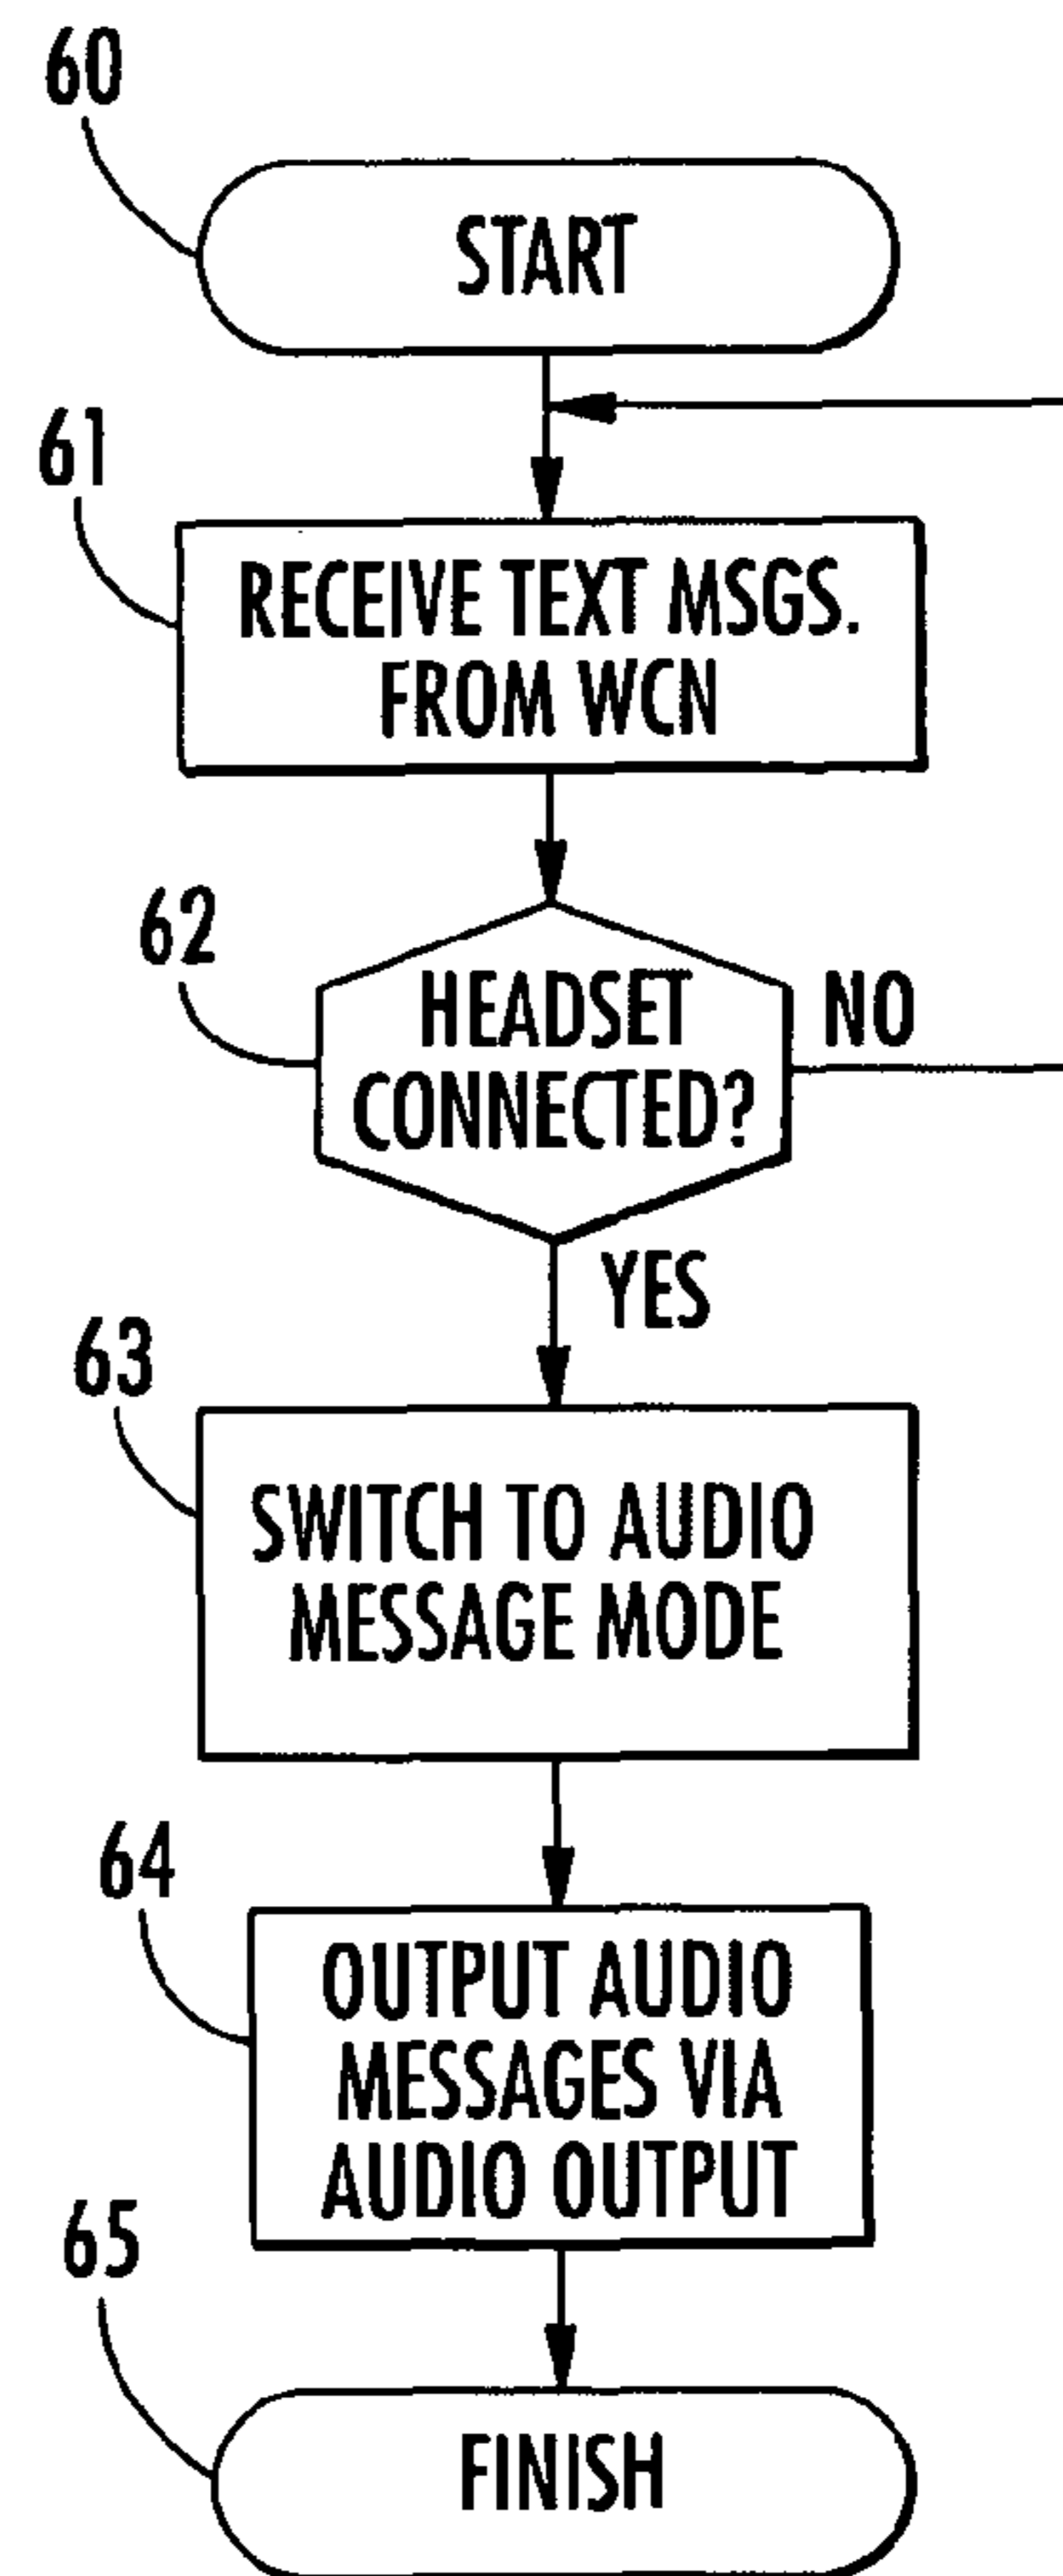 60
START
61
RECEIVE TEXT MSGS.
FROM WCN
62
HEADSET
CONNECTED?
NO
YES
63
SWITCH TO AUDIO
MESSAGE MODE
64
OUTPUT AUDIO
MESSAGES VIA
AUDIO OUTPUT
65
FINISH